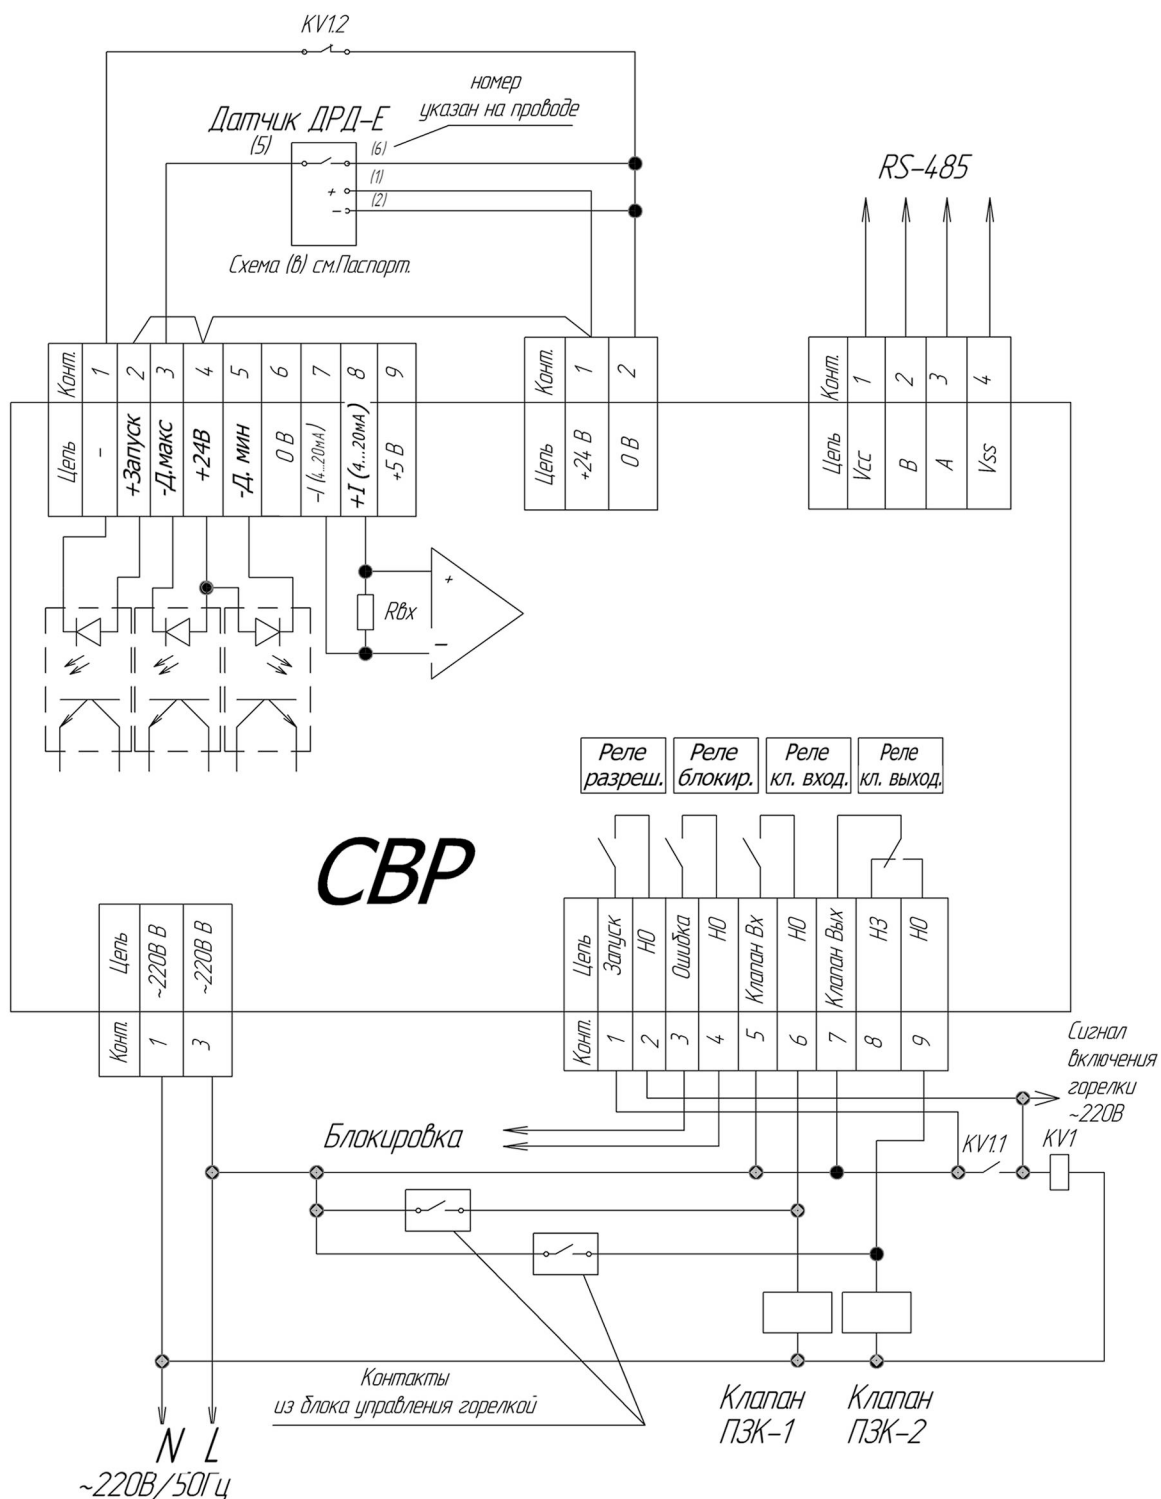 KV1.2
номер
указан на проводе
Датчик ДРД-Е
(5)
(6)
(1)
+
(2)
-
Схема (в) см.Паспорт.
RS-485
Конт. 1 2 3 4 5 6 7 8 9
Цепь - +Запуск -Д.макс +24В -Д. мин 0 В -I (4...20мА) +I (4...20мА) +5 В
Конт. 1 2
Цепь +24 В 0 В
Конт. 1 2 3 4
Цепь Vcc B A Vss
+
Rвх
-
Реле
разреш.
Реле
блокир.
Реле
кл. вход.
Реле
кл. выход.
СВР
Цепь ~220В В ~220В В
Конт. 1 3
Цепь Запуск НО Ошибка НО Клапан Вх НО Клапан Вых НЗ НО
Конт. 1 2 3 4 5 6 7 8 9
Сигнал
включения
горелки
~220В
Блокировка
KV1.1
KV1
Контакты
из блока управления горелкой
Клапан
ПЗК-1
Клапан
ПЗК-2
N L
~220В/50Гц